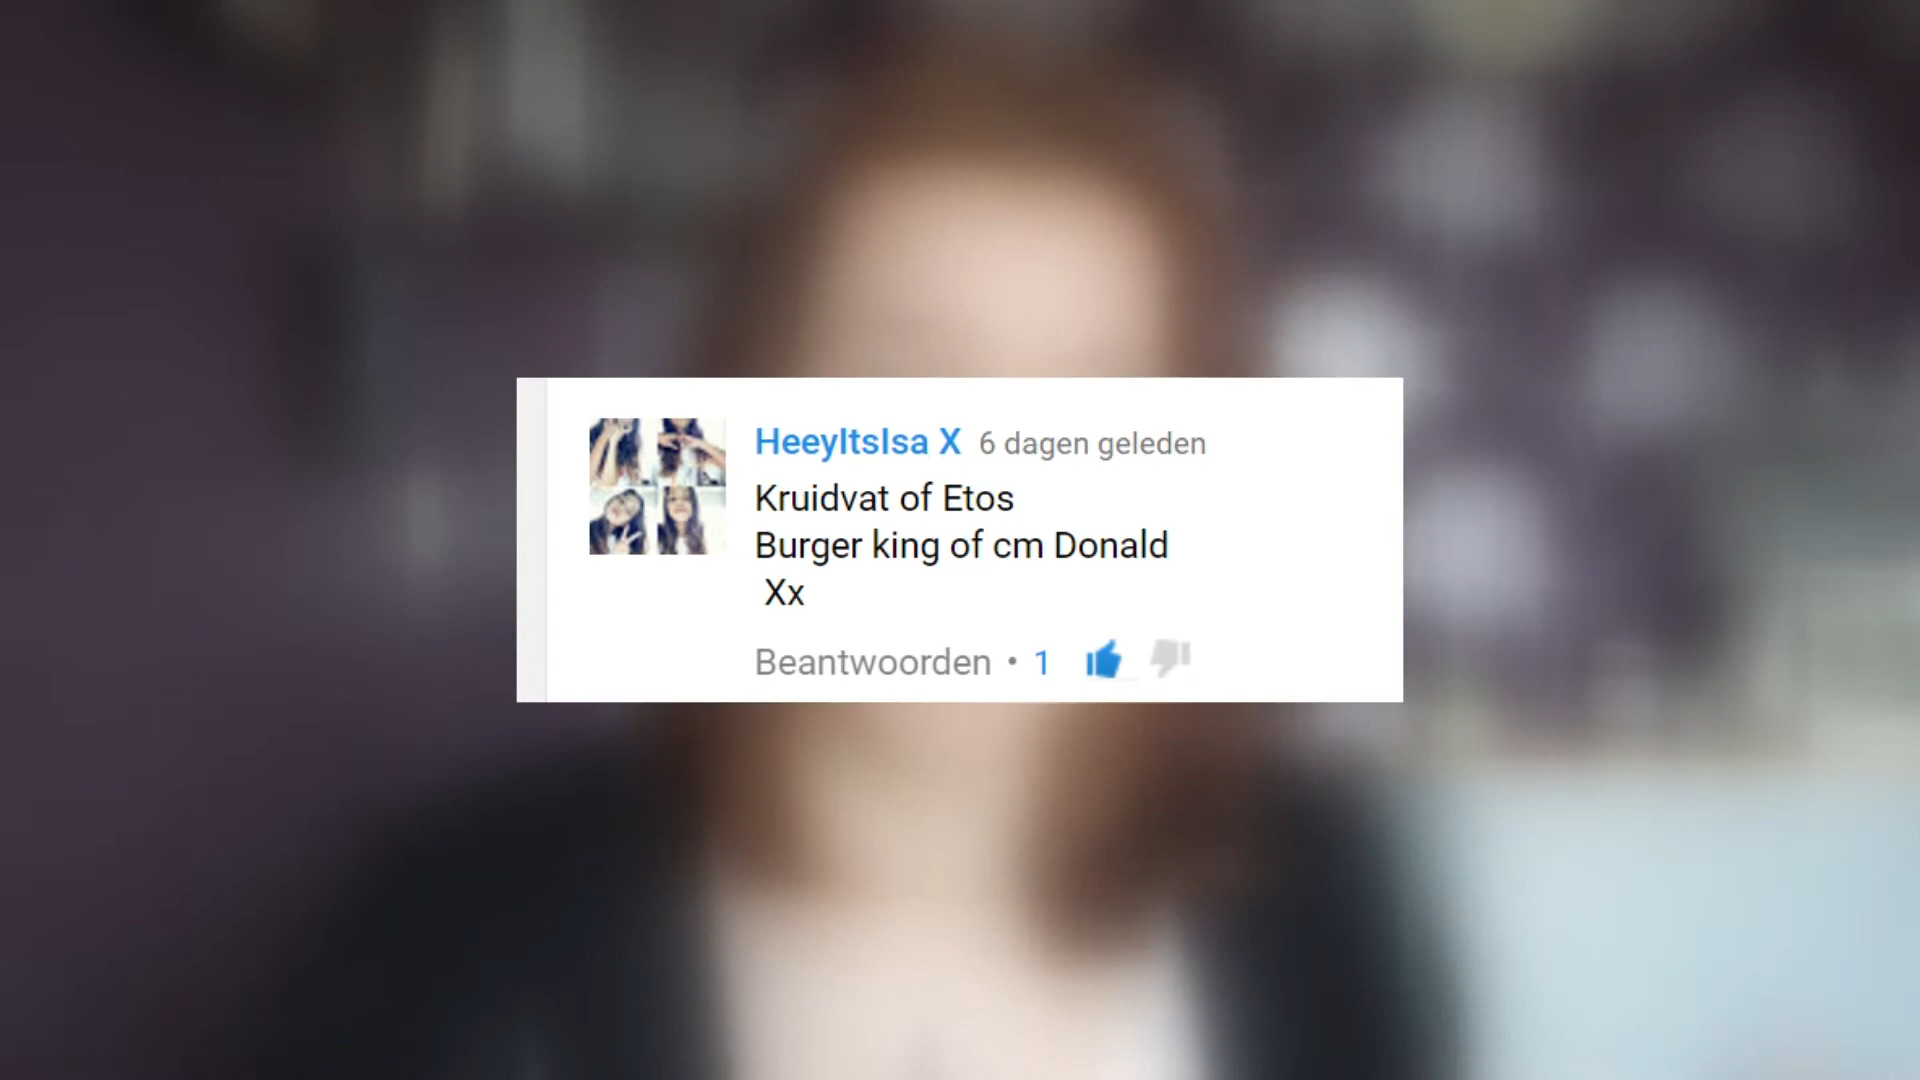 HeeyItsIsa X 6 dagen geleden
Kruidvat of Etos
Burger king of cm Donald
Xx
Beantwoorden • 1